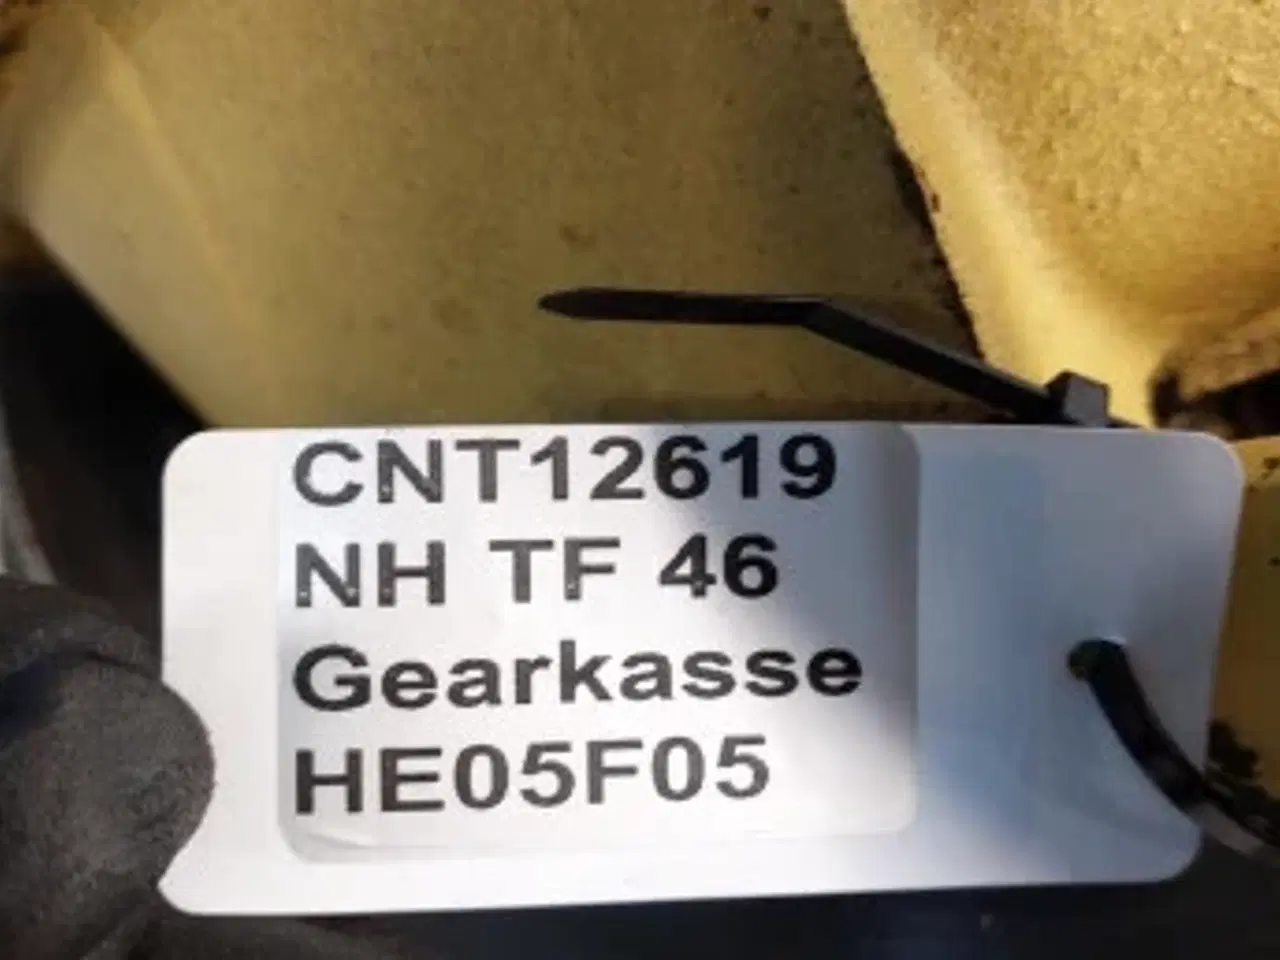 CNT12619
NH TF 46
Gearkasse
HE05F05